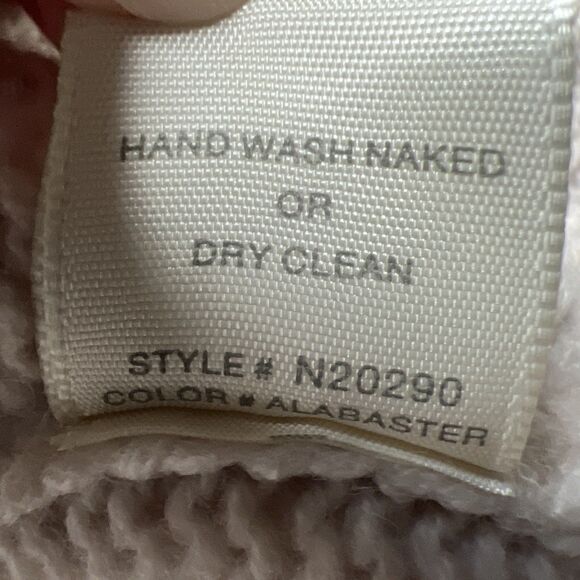 HAND WASH NAKED
OR
DRY CLEAN
STYLE # N20290
COLOR # ALABASTER